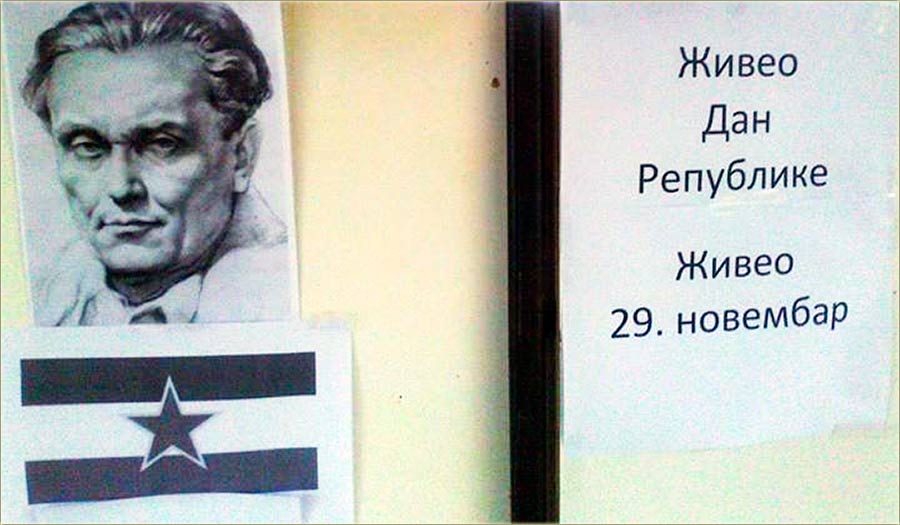 Живео
Дан
Републике
Живео
29. новембар